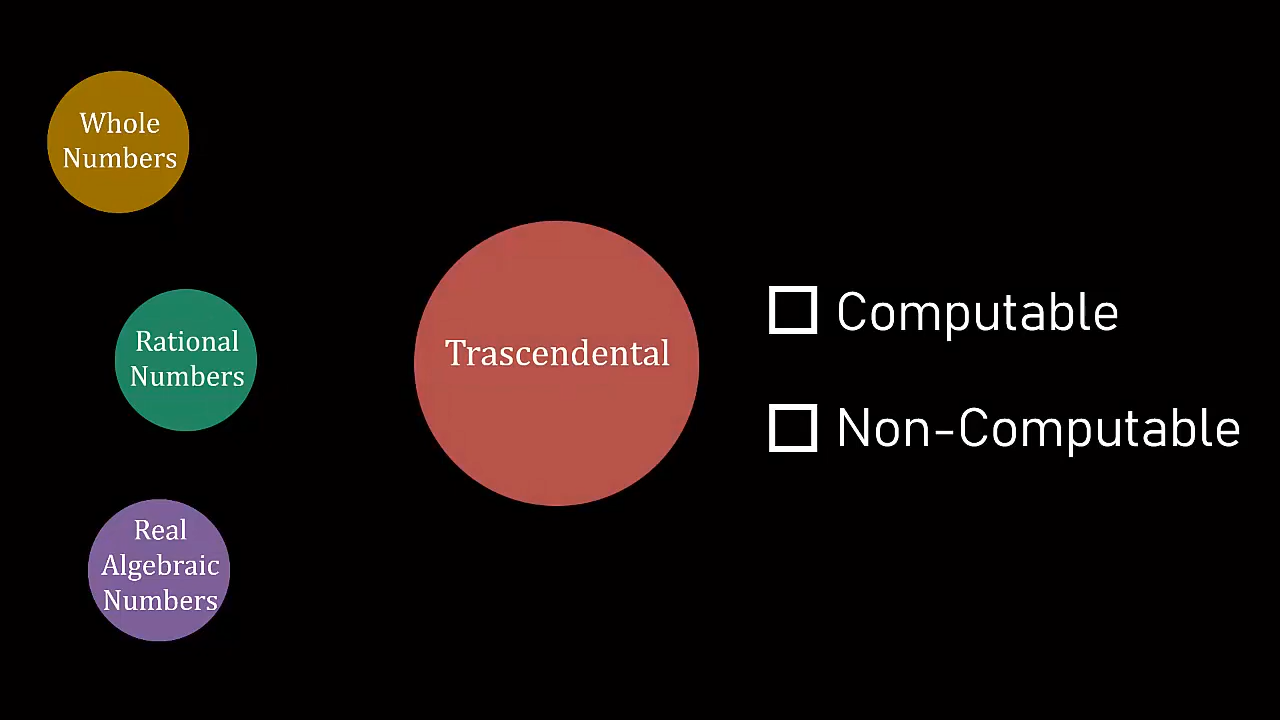 Whole
Numbers
Rational
Numbers
Real
Algebraic
Numbers
Trascendental
Computable
Non-Computable